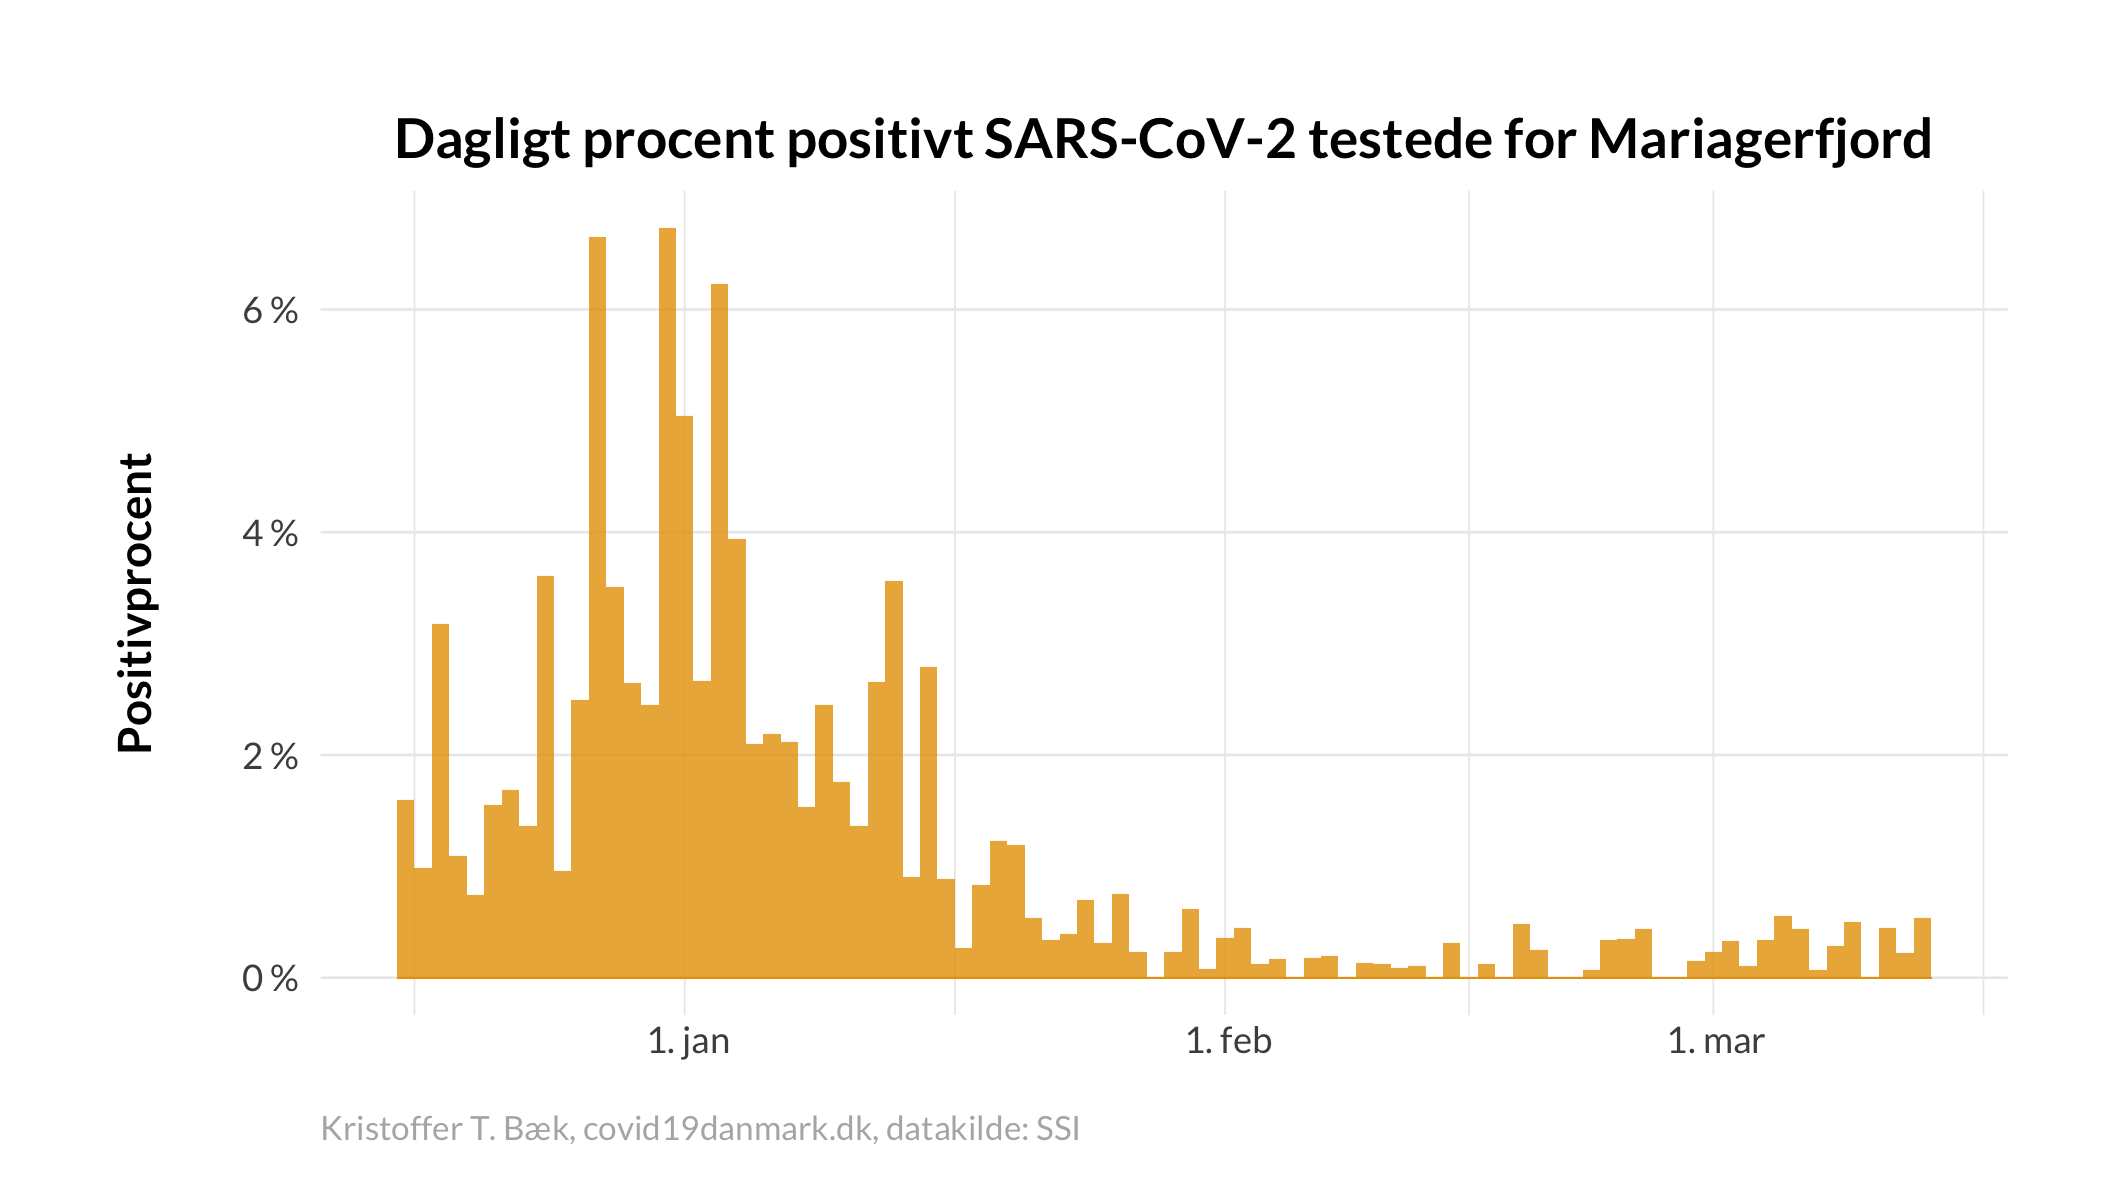 Dagligt procent positivt SARS-CoV-2 testede for Mariagerfjord
Positivprocent
6 %
4 %
2 %
0 %
1. jan
1. feb
1. mar
Kristoffer T. Bæk, covid19danmark.dk, datakilde: SSI